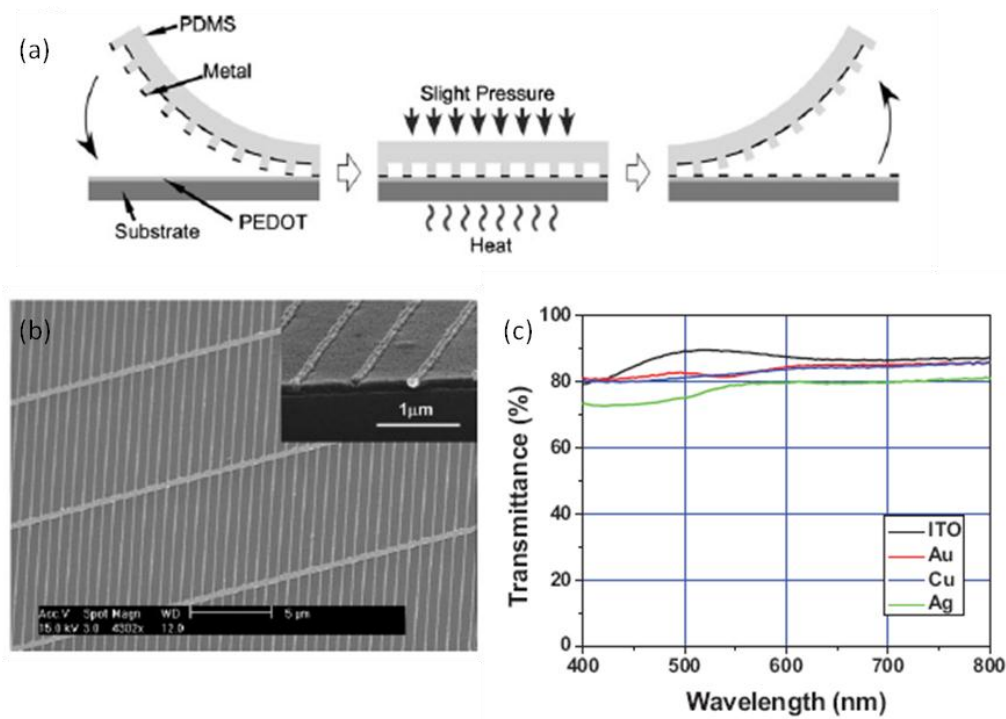 (a)
PDMS
Metal
Slight Pressure
PEDOT
Substrate
Heat
(b)
1μm
Acc.V Spot Magn WD 5 μm
15.0 kV 3.0 4302x 12.0
(c)
100
80
60
40
20
0
Transmittance (%)
ITO
Au
Cu
Ag
400 500 600 700 800
Wavelength (nm)